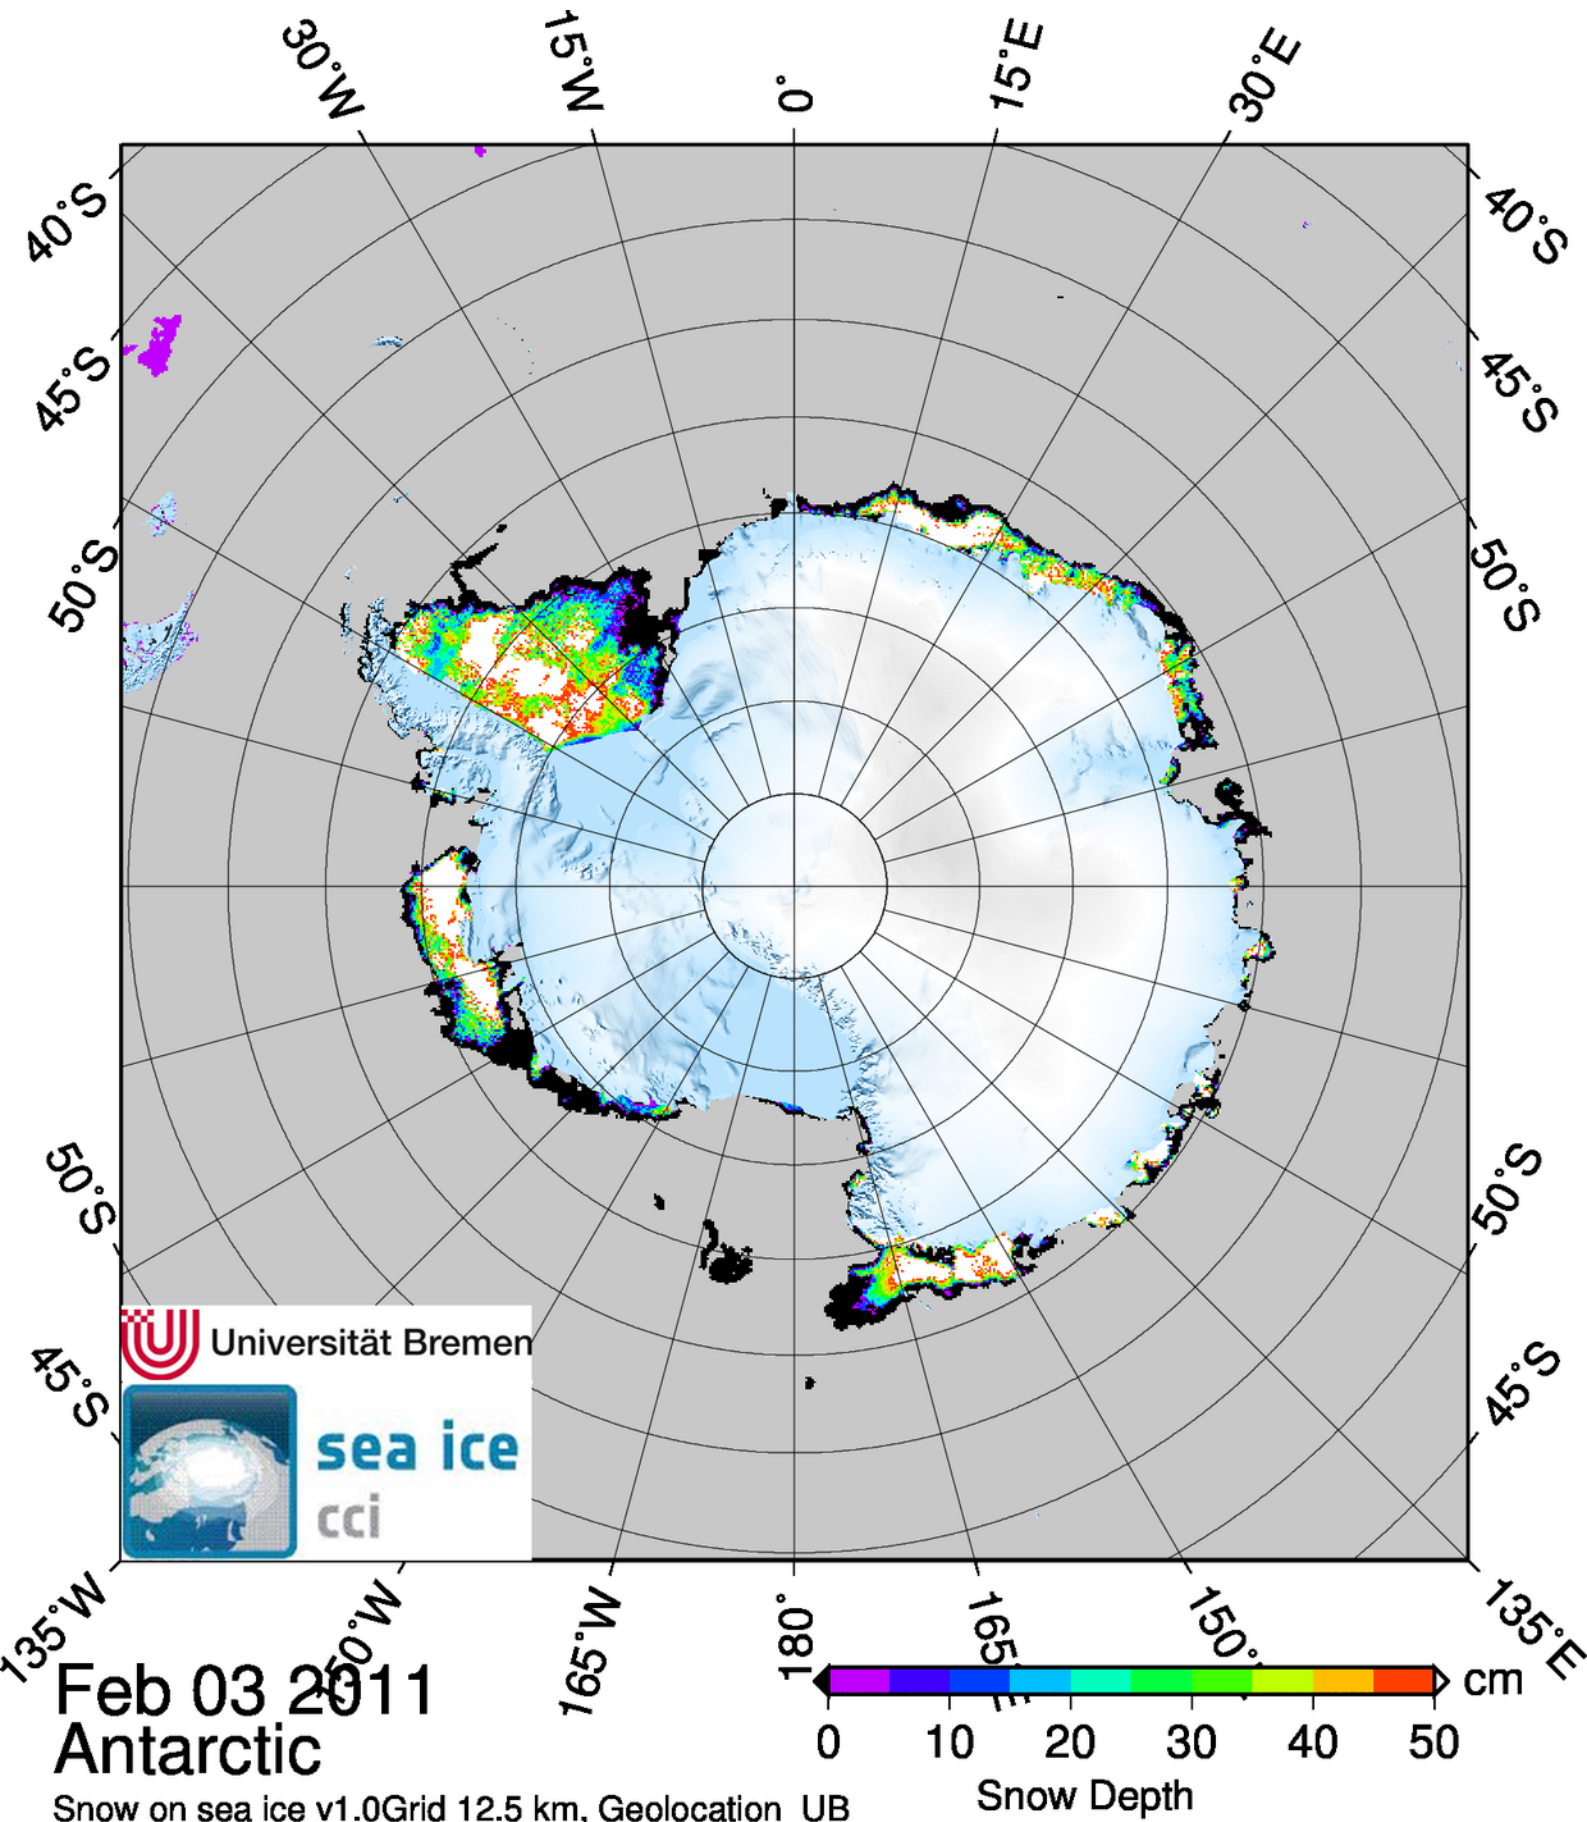 30°W
15°W
0°
15°E
30°E
40°S
40°S
45°S
45°S
50°S
50°S
50°S
50°S
45°S
45°S
Universität Bremen
sea ice
cci
135°W
165°W
180°
165°E
150°
135°E
Feb 03 2011
Antarctic
Snow on sea ice v1.0Grid 12.5 km, Geolocation UB
cm
0 10 20 30 40 50
Snow Depth